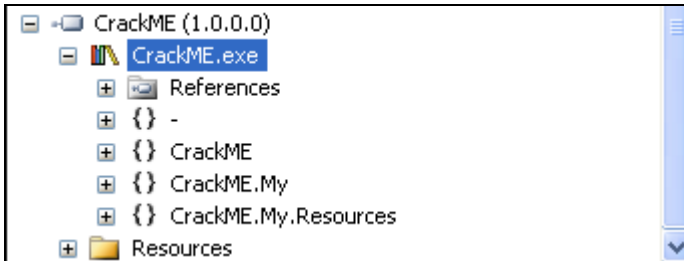 CrackME (1.0.0.0)
CrackME.exe
References
{} -
{} CrackME
{} CrackME.My
{} CrackME.My.Resources
Resources